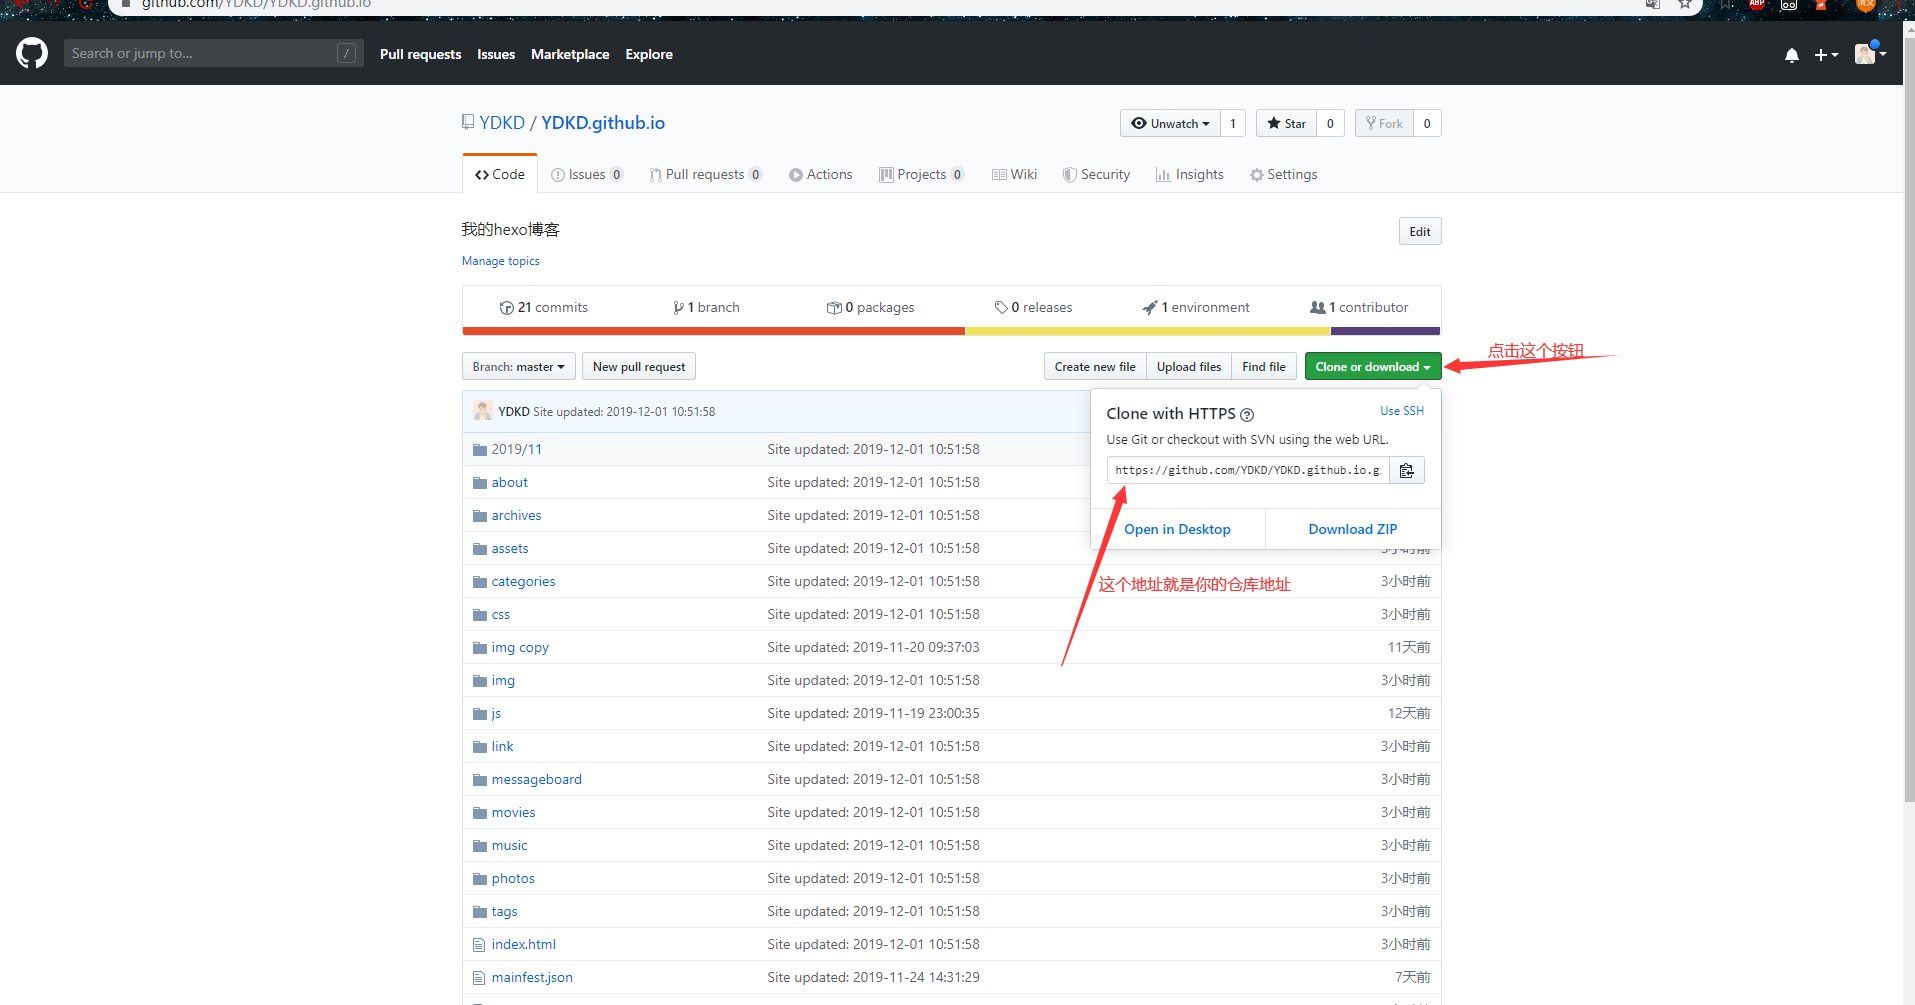 github.com/YDKD/YDKD.github.io
ABP
Search or jump to... /
Pull requests Issues Marketplace Explore
YDKD / YDKD.github.io
Unwatch 1 Star 0 Fork 0
Code Issues 0 Pull requests 0 Actions Projects 0 Wiki Security Insights Settings
我的hexo博客
Edit
Manage topics
21 commits 1 branch 0 packages 0 releases 1 environment 1 contributor
点击这个按钮
Branch: master New pull request Create new file Upload files Find file Clone or download
YDKD Site updated: 2019-12-01 10:51:58
Clone with HTTPS Use SSH
Use Git or checkout with SVN using the web URL.
https://github.com/YDKD/YDKD.github.io.g
Open in Desktop Download ZIP
这个地址就是你的仓库地址
2019/11 Site updated: 2019-12-01 10:51:58
about Site updated: 2019-12-01 10:51:58
archives Site updated: 2019-12-01 10:51:58
assets Site updated: 2019-12-01 10:51:58 3小时前
categories Site updated: 2019-12-01 10:51:58 3小时前
css Site updated: 2019-12-01 10:51:58 3小时前
img copy Site updated: 2019-11-20 09:37:03 11天前
img Site updated: 2019-12-01 10:51:58 3小时前
js Site updated: 2019-11-19 23:00:35 12天前
link Site updated: 2019-12-01 10:51:58 3小时前
messageboard Site updated: 2019-12-01 10:51:58 3小时前
movies Site updated: 2019-12-01 10:51:58 3小时前
music Site updated: 2019-12-01 10:51:58 3小时前
photos Site updated: 2019-12-01 10:51:58 3小时前
tags Site updated: 2019-12-01 10:51:58 3小时前
index.html Site updated: 2019-12-01 10:51:58 3小时前
mainfest.json Site updated: 2019-11-24 14:31:29 7天前